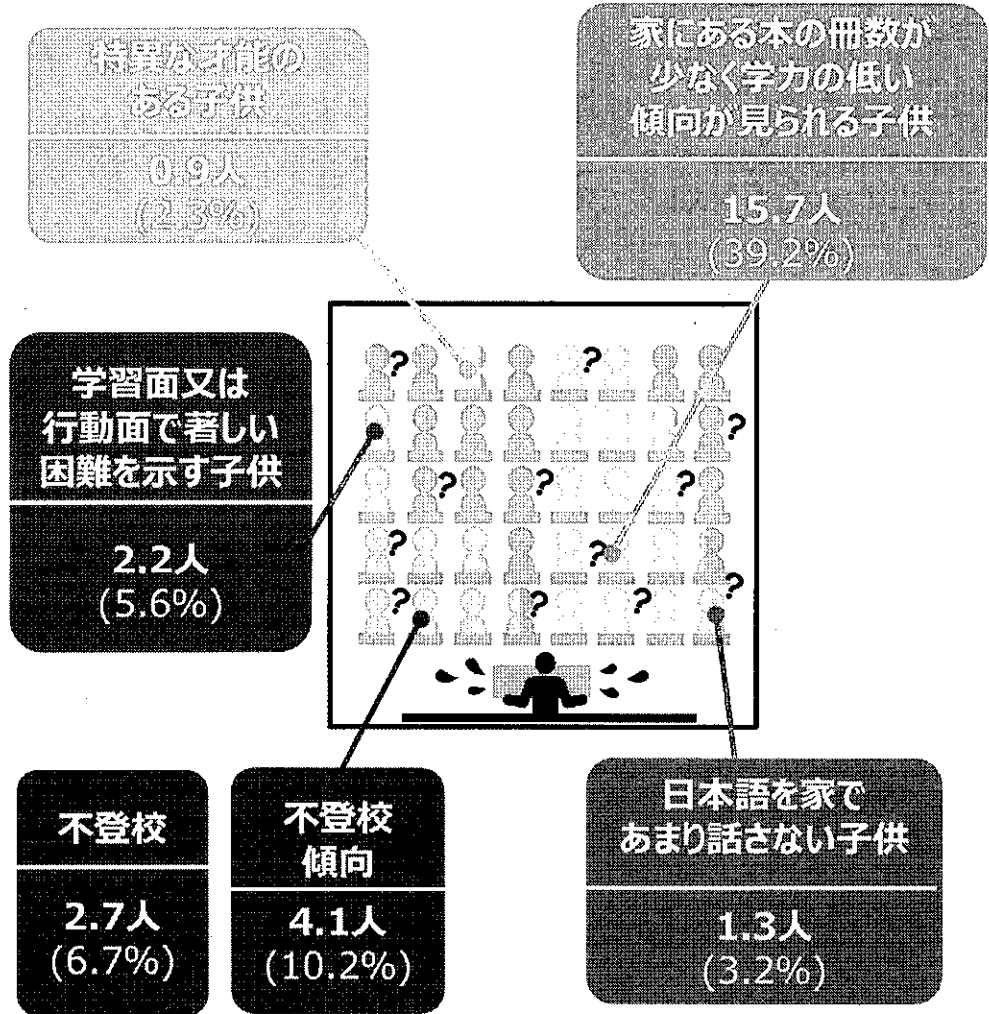 特異な才能の
ある子供
0.9人
(2.3%)
家にある本の冊数が
少なく学力の低い
傾向が見られる子供
15.7人
(39.2%)
学習面又は
行動面で著しい
困難を示す子供
2.2人
(5.6%)
?
?
?
?
?
?
?
?
?
?
?
?
不登校
2.7人
(6.7%)
不登校
傾向
4.1人
(10.2%)
日本語を家で
あまり話さない子供
1.3人
(3.2%)